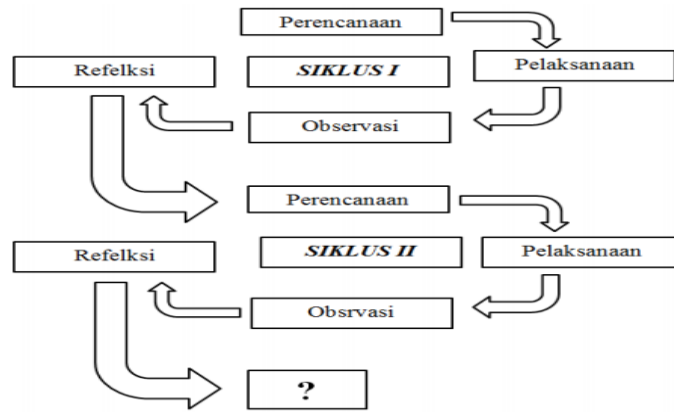 Perencanaan
Refelksi
SIKLUS I
Pelaksanaan
Observasi
Perencanaan
Refelksi
SIKLUS II
Pelaksanaan
Obsrvasi
?